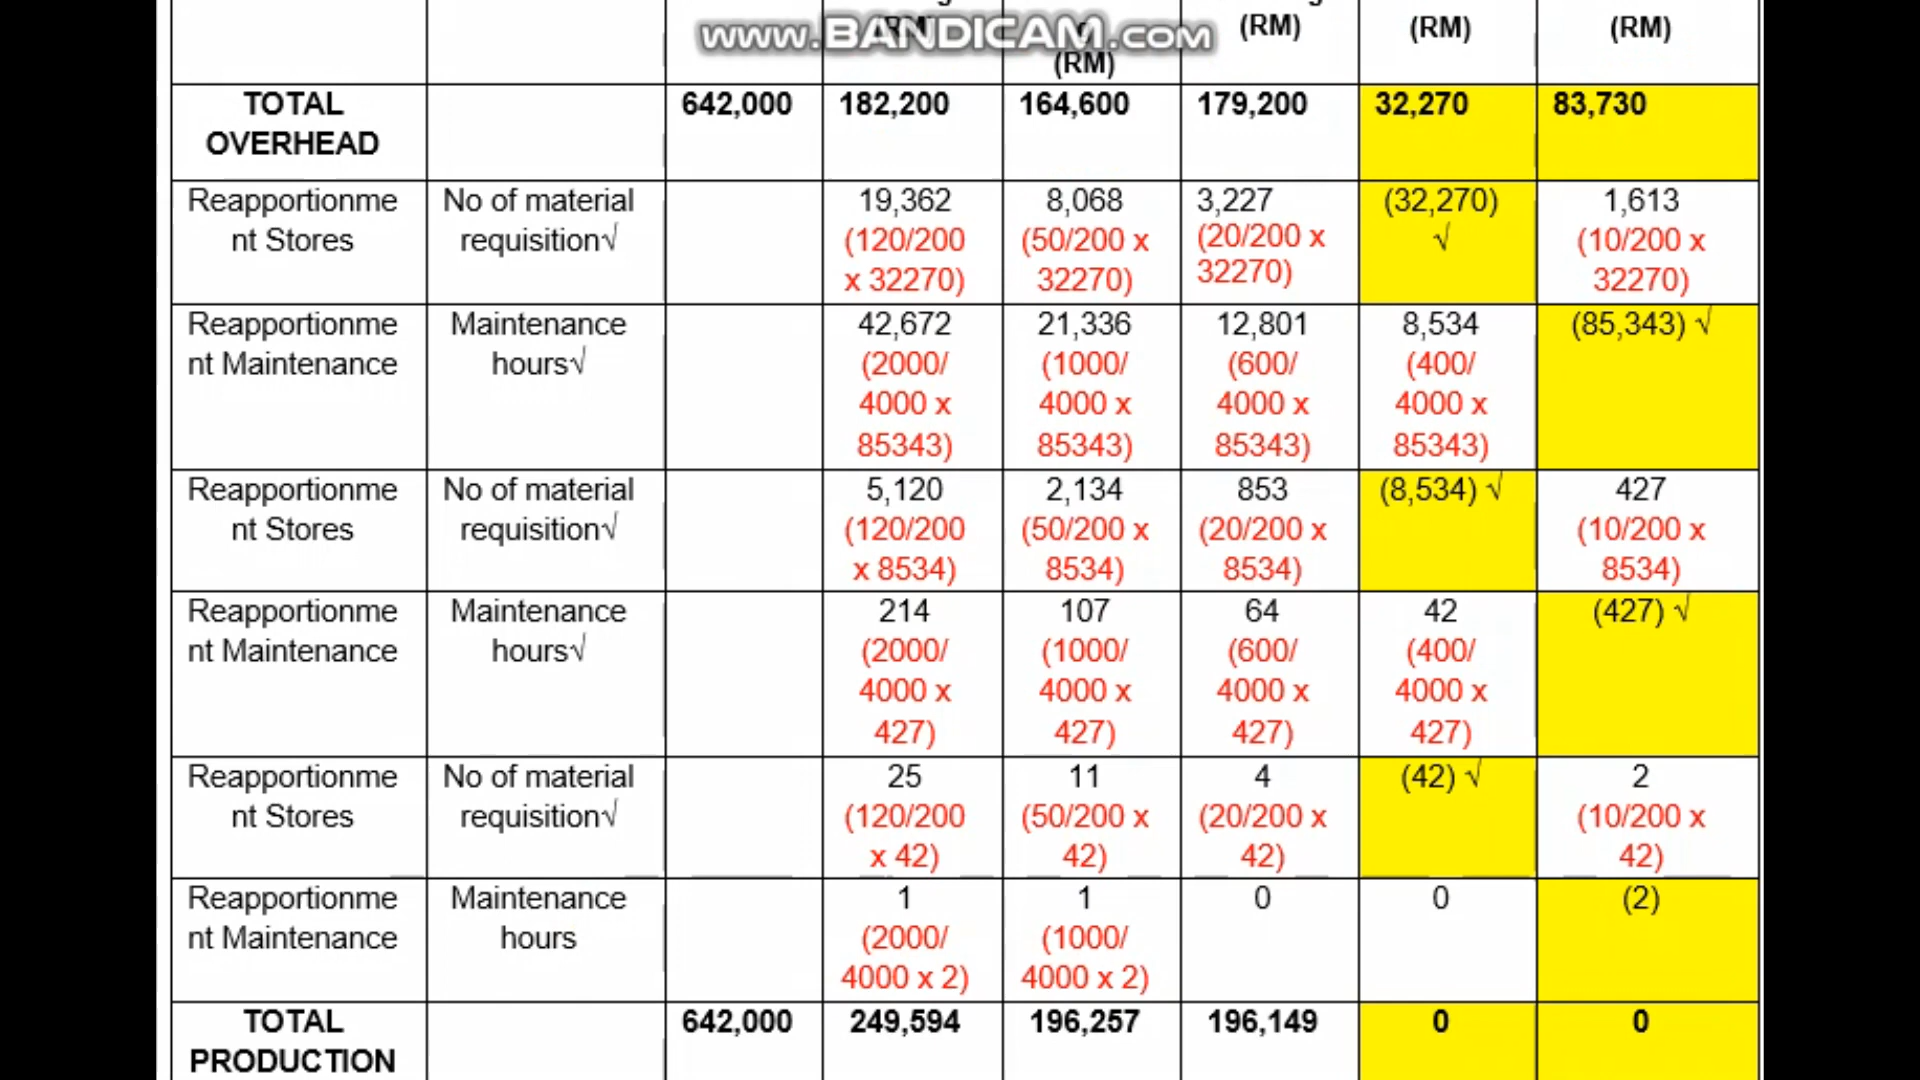 www.BANDICAM.com
(RM)
(RM)
(RM)
(RM)
TOTAL OVERHEAD 642,000 182,200 164,600 179,200 32,270 83,730
Reapportionme
nt Stores
No of material
requisition√
19,362
(120/200
x 32270)
8,068
(50/200 x
32270)
3,227
(20/200 x
32270)
(32,270)
√
1,613
(10/200 x
32270)
Reapportionme
nt Maintenance
Maintenance
hours√
42,672
(2000/
4000 x
85343)
21,336
(1000/
4000 x
85343)
12,801
(600/
4000 x
85343)
8,534
(400/
4000 x
85343)
(85,343) √
Reapportionme
nt Stores
No of material
requisition√
5,120
(120/200
x 8534)
2,134
(50/200 x
8534)
853
(20/200 x
8534)
(8,534) √
427
(10/200 x
8534)
Reapportionme
nt Maintenance
Maintenance
hours√
214
(2000/
4000 x
427)
107
(1000/
4000 x
427)
64
(600/
4000 x
427)
42
(400/
4000 x
427)
(427) √
Reapportionme
nt Stores
No of material
requisition√
25
(120/200
x 42)
11
(50/200 x
42)
4
(20/200 x
42)
(42) √
2
(10/200 x
42)
Reapportionme
nt Maintenance
Maintenance
hours
1
(2000/
4000 x 2)
1
(1000/
4000 x 2)
0
0
(2)
TOTAL
PRODUCTION
642,000
249,594
196,257
196,149
0
0